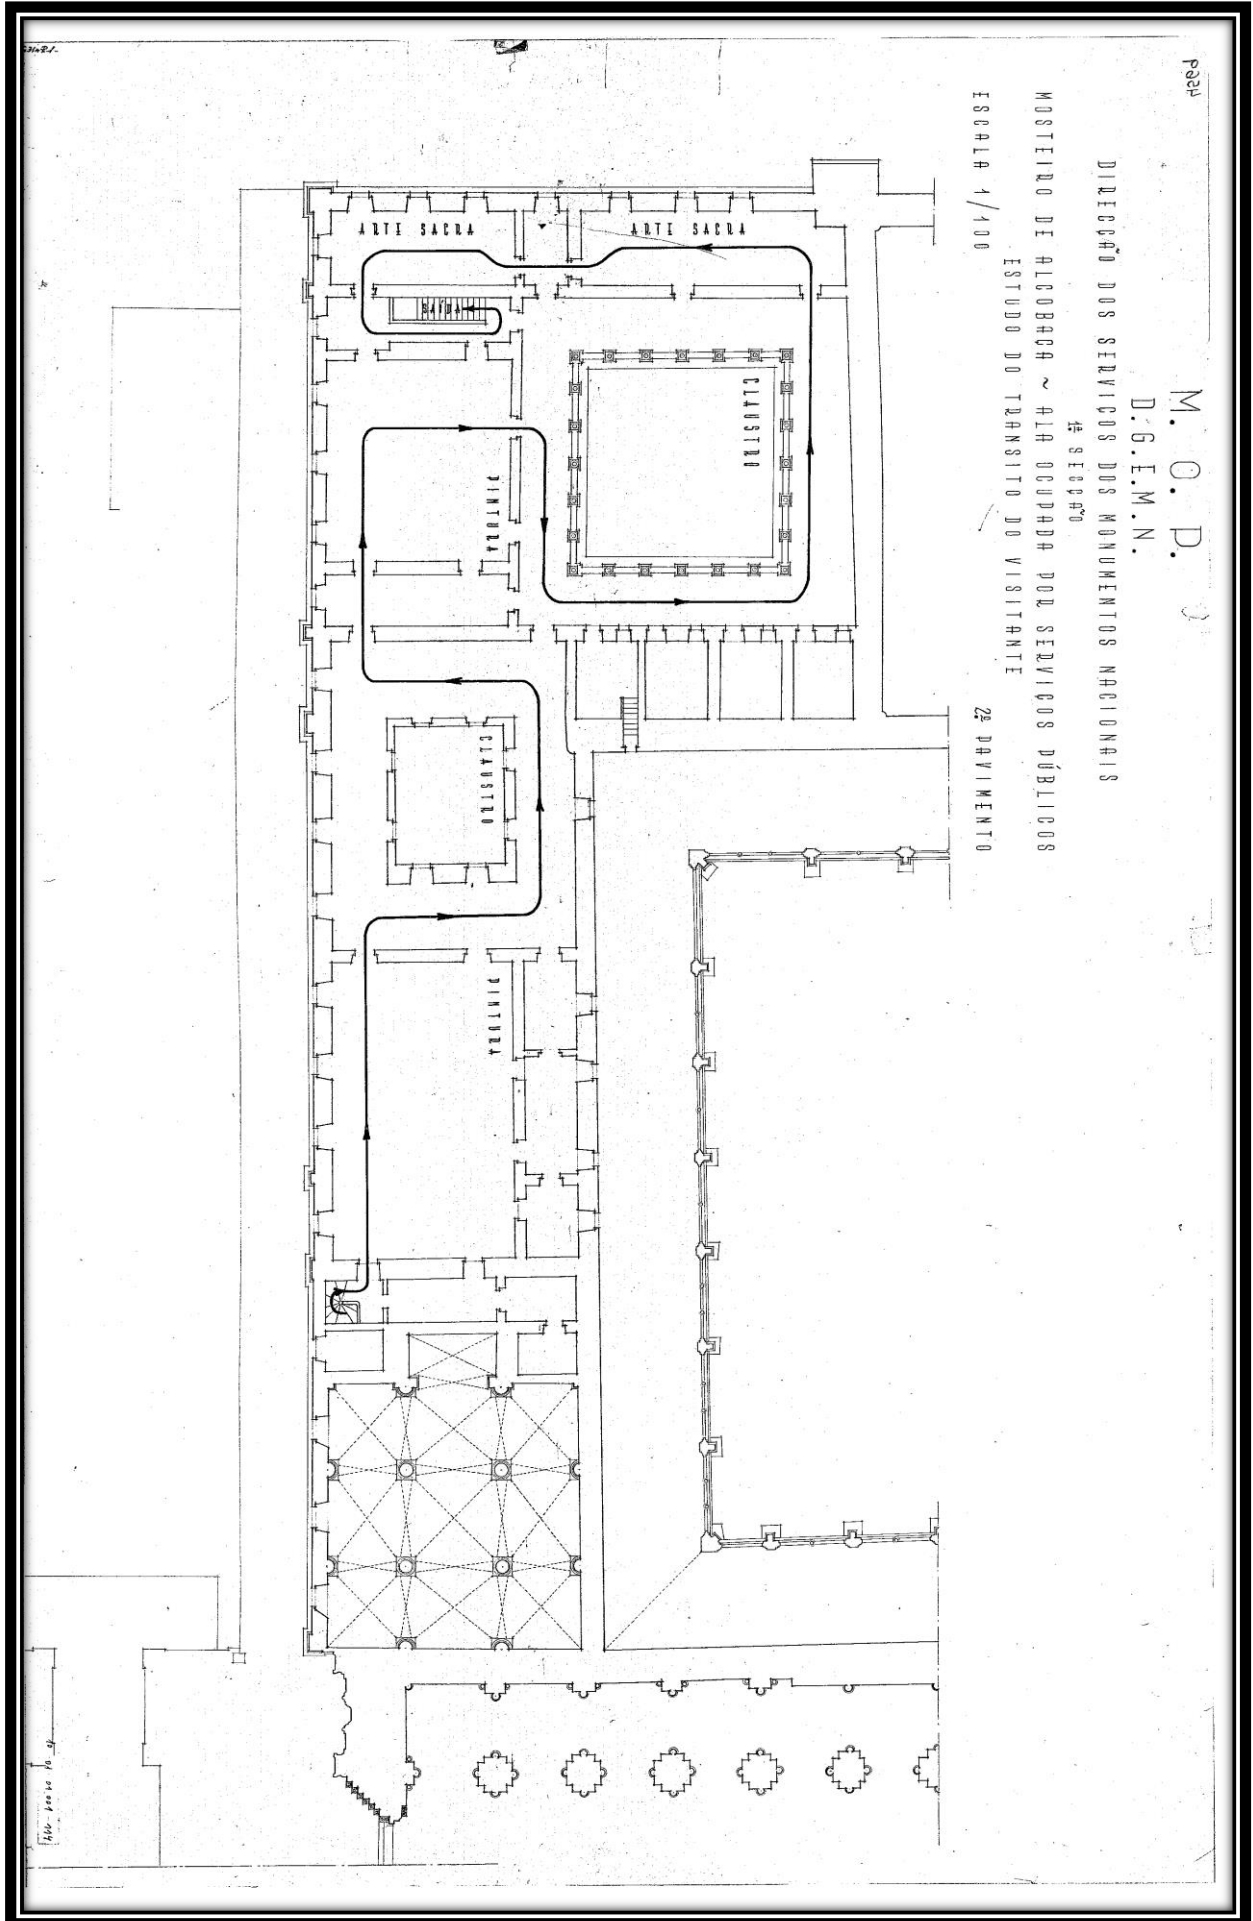 M. O. P.
D.G.E.M.N.
DIRECÇÃO DOS SERVIÇOS DOS MONUMENTOS NACIONAIS
1ª SECÇÃO
MOSTEIRO DE ALCOBAÇA ~ ALA OCUPADA POR SERVIÇOS PÚBLICOS
ESTUDO DO TRANSITO DO VISITANTE
ESCALA 1/100
2º PAVIMENTO
ARTE SACRA
ARTE SACRA
SAÍDA
CLAUSTRO
PINTURA
CLAUSTRO
PINTURA